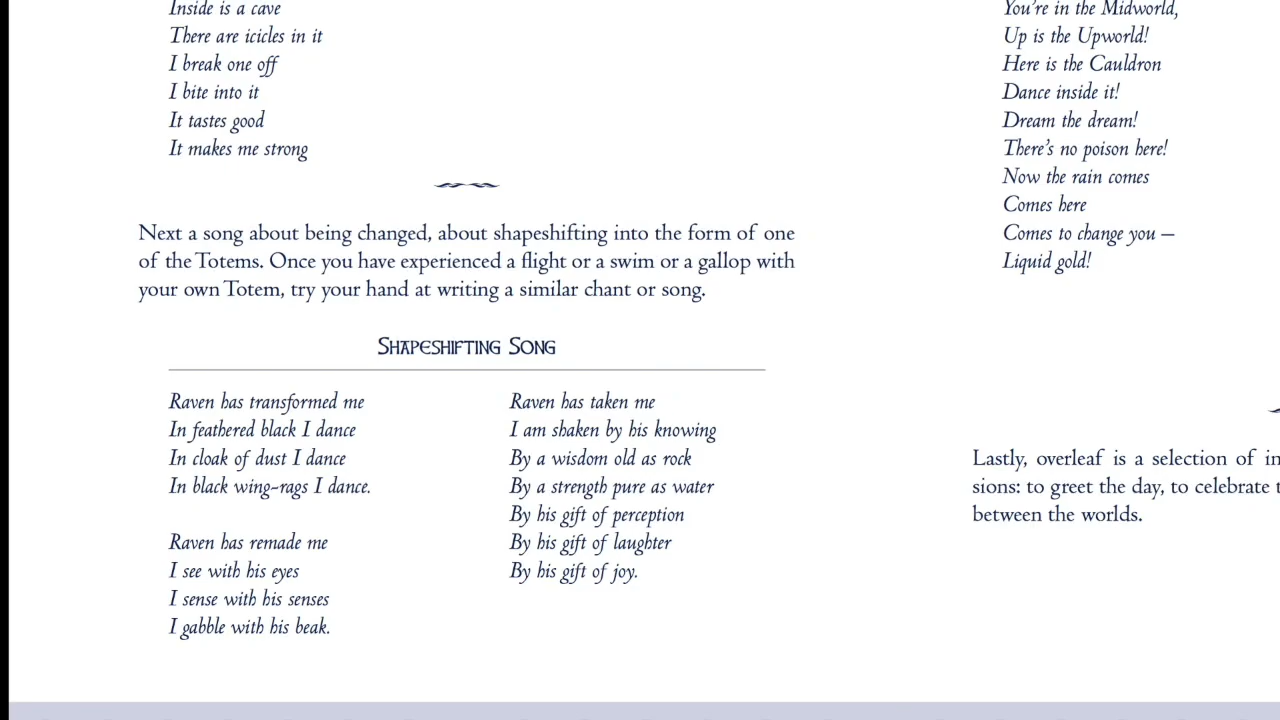 Inside is a cave
There are icicles in it
I break one off
I bite into it
It tastes good
It makes me strong
Next a song about being changed, about shapeshifting into the form of one
of the Totems. Once you have experienced a flight or a swim or a gallop with
your own Totem, try your hand at writing a similar chant or song.
Shapeshifting Song
Raven has transformed me
In feathered black I dance
In cloak of dust I dance
In black wing-rags I dance.
Raven has remade me
I see with his eyes
I sense with his senses
I gabble with his beak.
Raven has taken me
I am shaken by his knowing
By a wisdom old as rock
By a strength pure as water
By his gift of perception
By his gift of laughter
By his gift of joy.
You're in the Midworld,
Up is the Upworld!
Here is the Cauldron
Dance inside it!
Dream the dream!
There's no poison here!
Now the rain comes
Comes here
Comes to change you —
Liquid gold!
Lastly, overleaf is a selection of
sions: to greet the day, to celebrate
between the worlds.